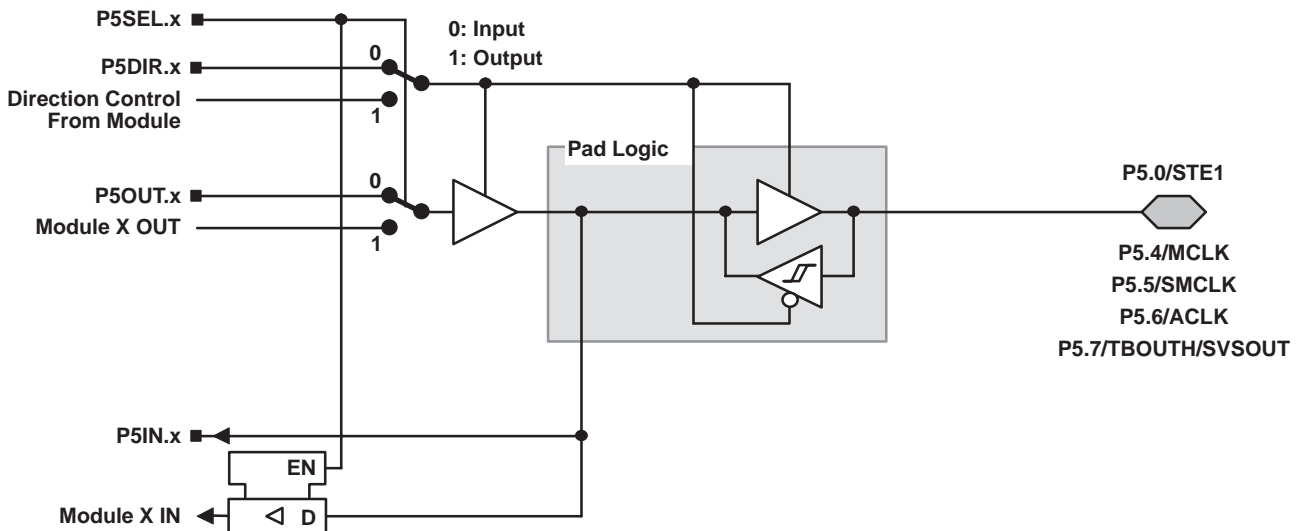 P5SEL.x
0: Input
1: Output
P5DIR.x
0
Direction Control
From Module
1
Pad Logic
P5OUT.x
0
Module X OUT
1
P5.0/STE1
P5.4/MCLK
P5.5/SMCLK
P5.6/ACLK
P5.7/TBOUTH/SVSOUT
P5IN.x
EN
Module X IN
D